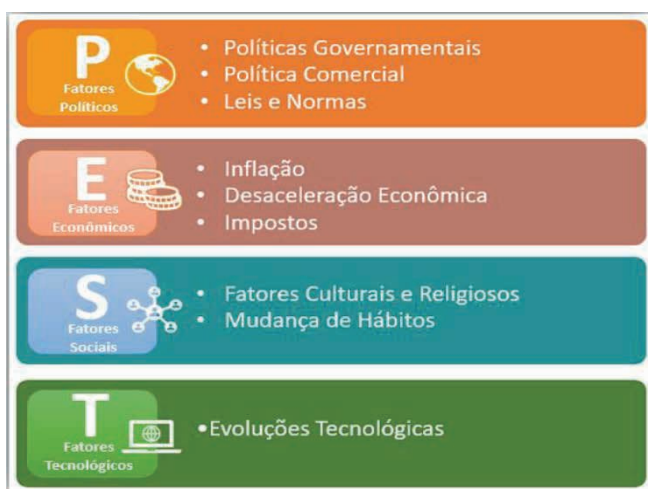 P
Fatores
Políticos
• Políticas Governamentais
• Política Comercial
• Leis e Normas
E
Fatores
Econômicos
• Inflação
• Desaceleração Econômica
• Impostos
S
Fatores
Sociais
• Fatores Culturais e Religiosos
• Mudança de Hábitos
T
Fatores
Tecnológicos
•Evoluções Tecnológicas